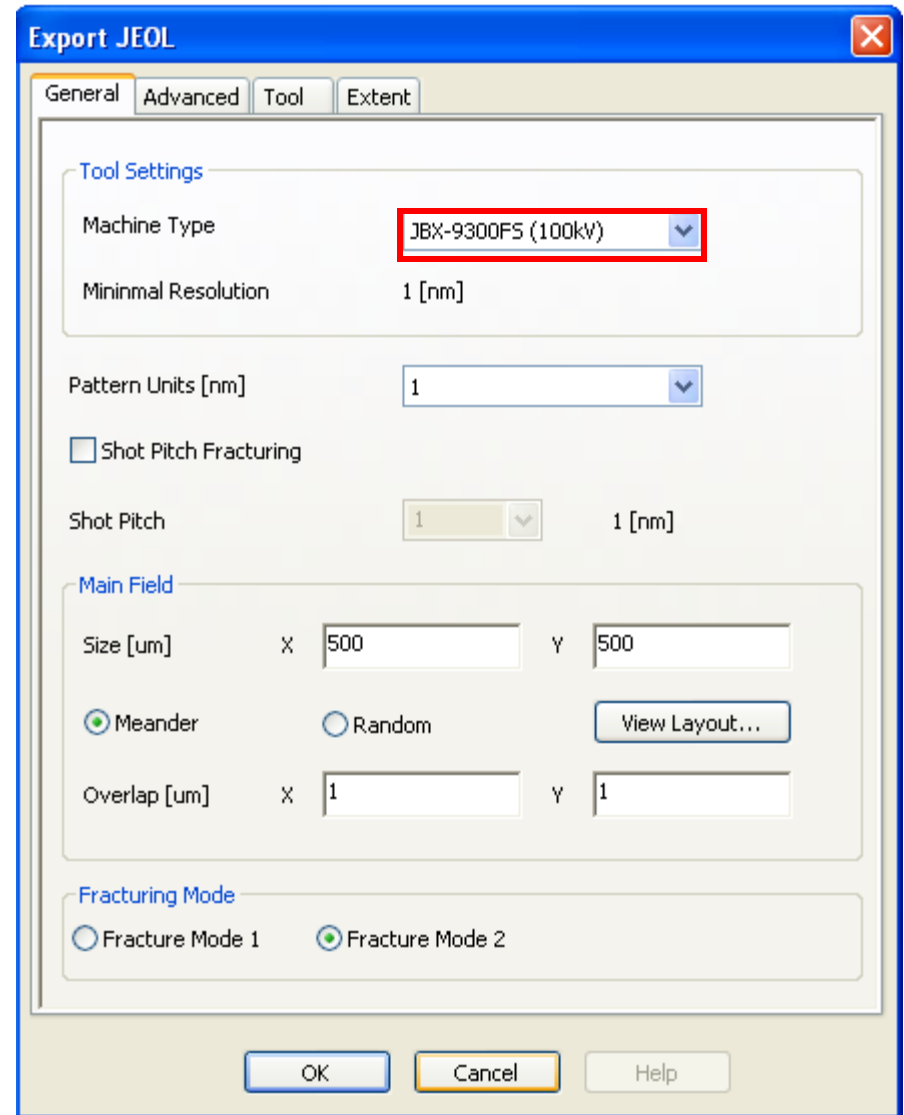 Export JEOL
General Advanced Tool Extent
Tool Settings
Machine Type JBX-9300FS (100kV)
Mininmal Resolution 1 [nm]
Pattern Units [nm] 1
Shot Pitch Fracturing
Shot Pitch 1 1 [nm]
Main Field
Size [um] X 500 Y 500
Meander Random View Layout...
Overlap [um] X 1 Y 1
Fracturing Mode
Fracture Mode 1 Fracture Mode 2
OK Cancel Help